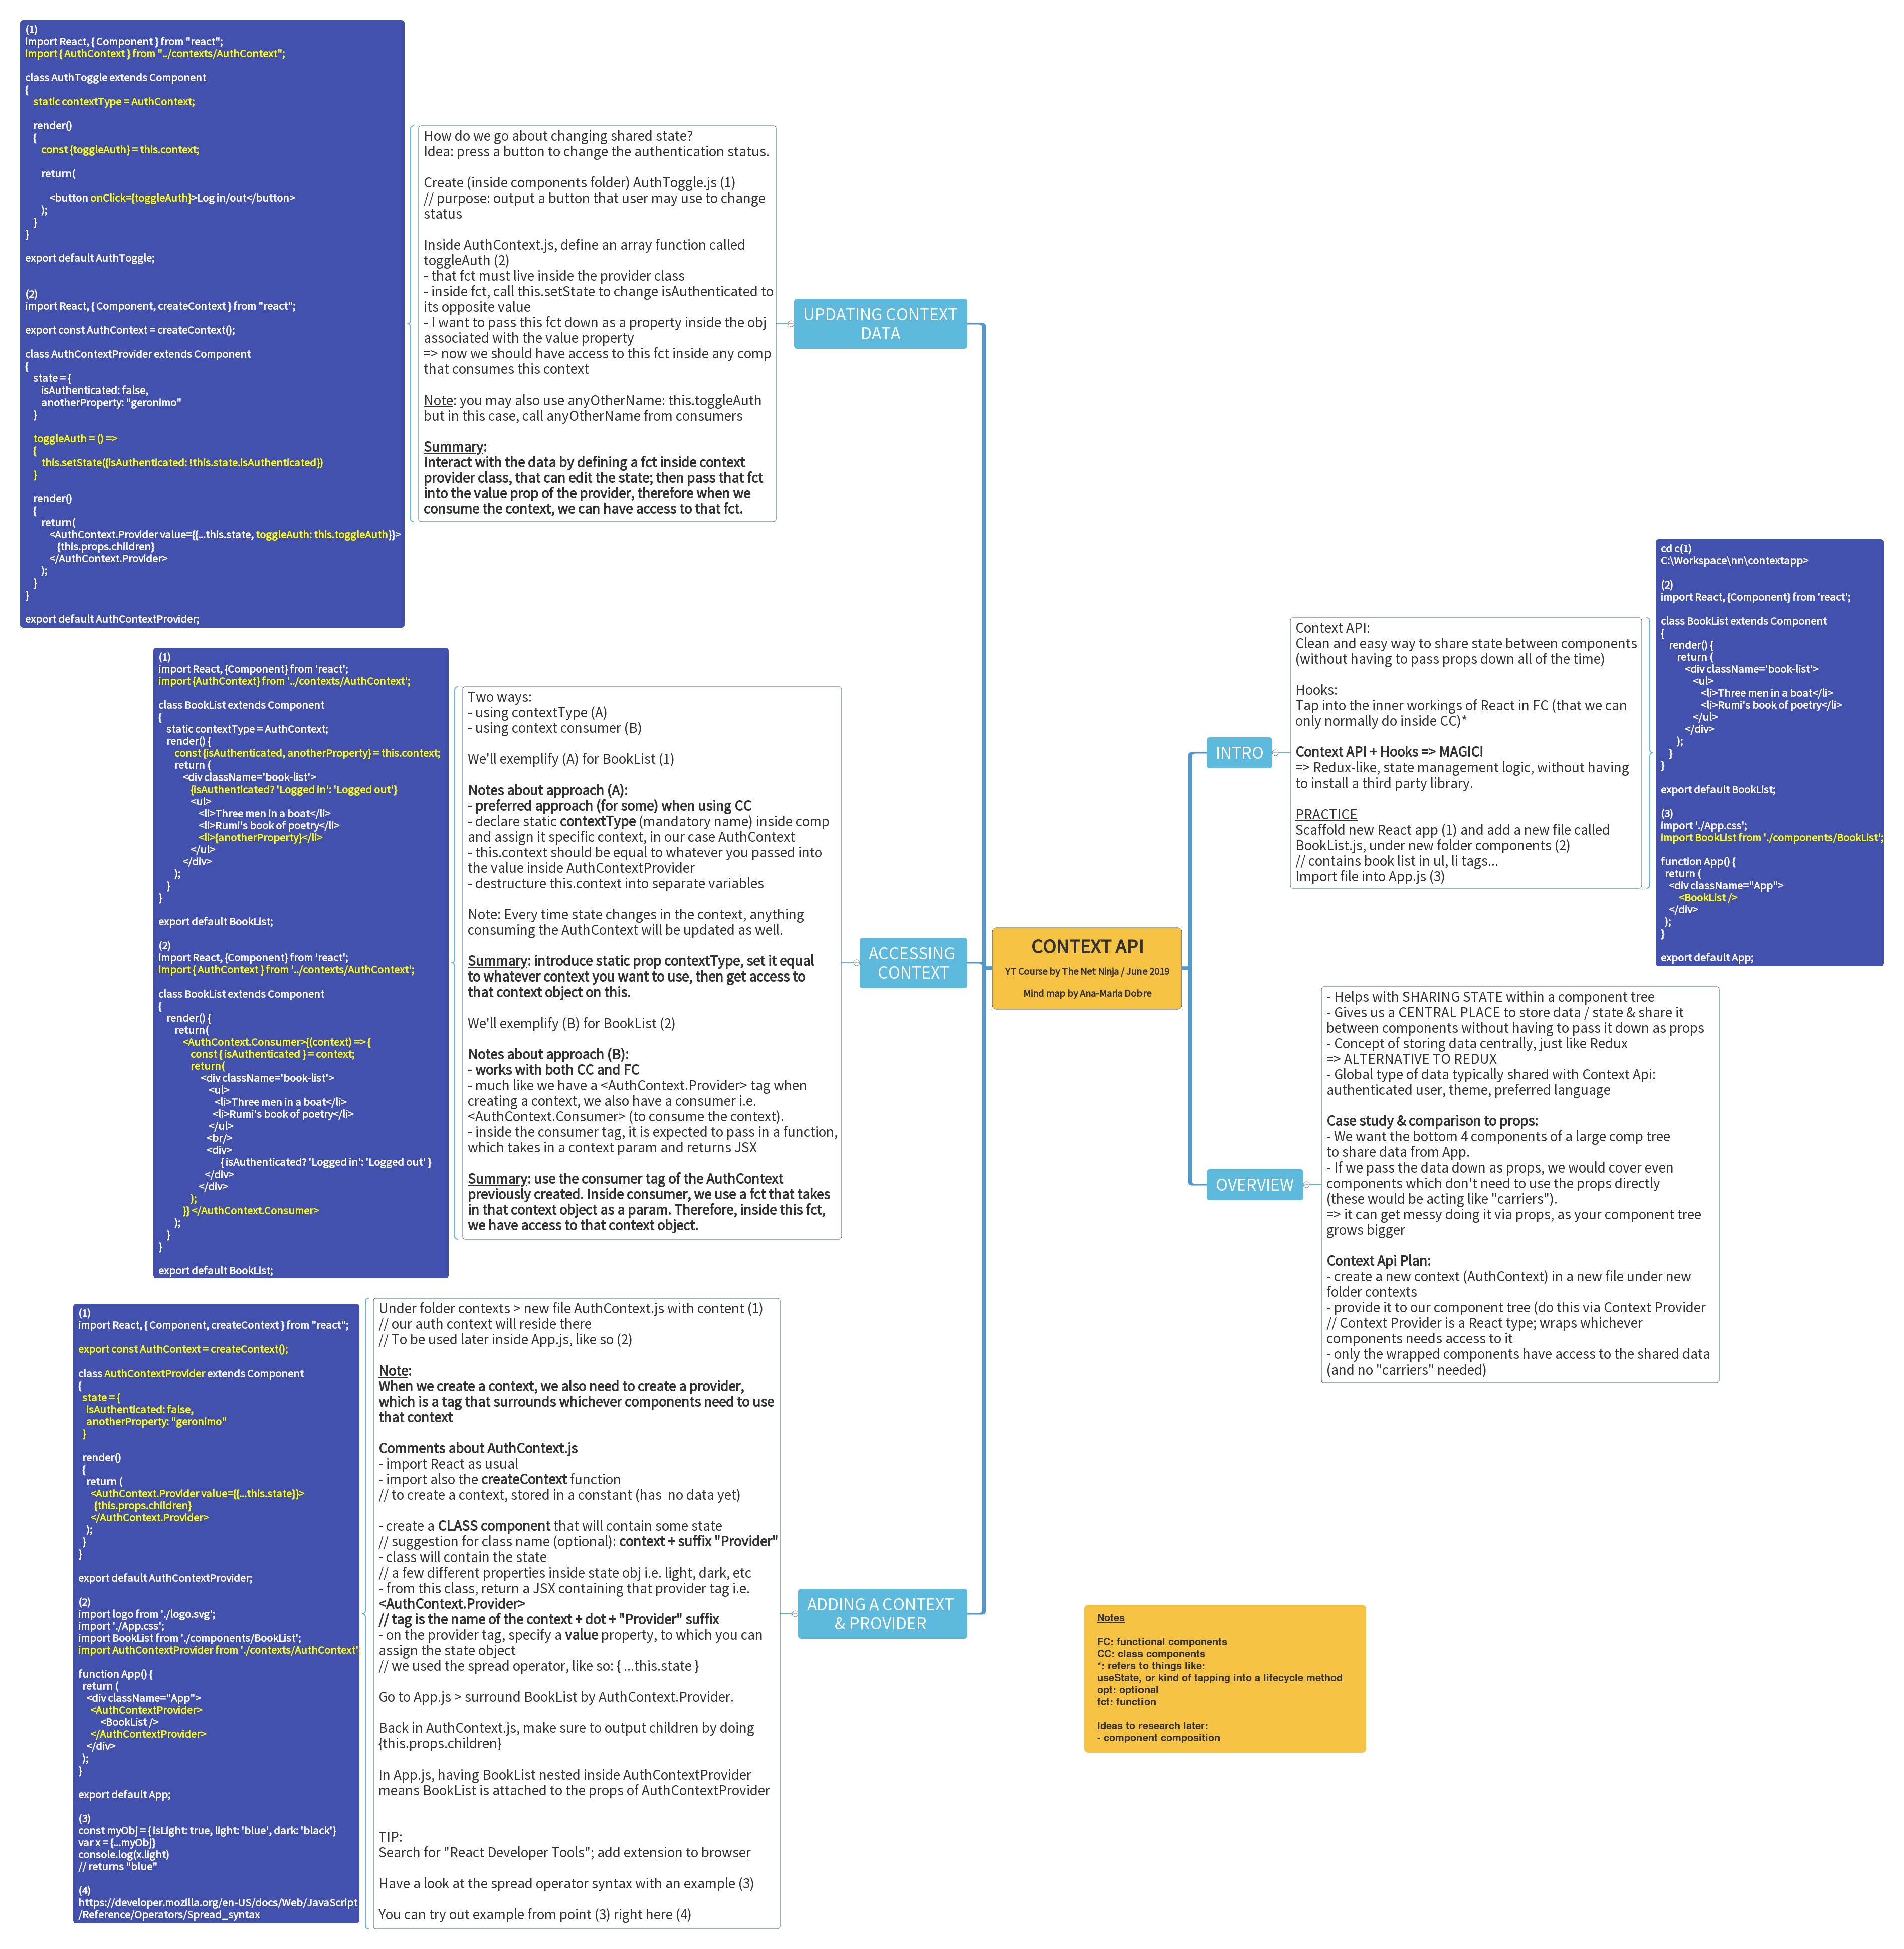 CONTEXT API
YT Course by The Net Ninja / June 2019
Mind map by Ana-Maria Dobre
INTRO
Context API:
Clean and easy way to share state between components
(without having to pass props down all of the time)
Hooks:
Tap into the inner workings of React in FC (that we can
only normally do inside CC)*
Context API + Hooks => MAGIC!
=> Redux-like, state management logic, without having
to install a third party library.
PRACTICE
Scaffold new React app (1) and add a new file called
BookList.js, under new folder components (2)
// contains book list in ul, li tags...
Import file into App.js (3)
cd c(1)
C:\Workspace\nn\contextapp>
(2)
import React, {Component} from 'react';
class BookList extends Component
{
render() {
return (
<div className='book-list'>
<ul>
<li>Three men in a boat</li>
<li>Rumi's book of poetry</li>
</ul>
</div>
);
}
}
export default BookList;
(3)
import './App.css';
import BookList from './components/BookList';
function App() {
return (
<div className="App">
<BookList />
</div>
);
}
export default App;
OVERVIEW
- Helps with SHARING STATE within a component tree
- Gives us a CENTRAL PLACE to store data / state & share it
between components without having to pass it down as props
- Concept of storing data centrally, just like Redux
=> ALTERNATIVE TO REDUX
- Global type of data typically shared with Context Api:
authenticated user, theme, preferred language
Case study & comparison to props:
- We want the bottom 4 components of a large comp tree
to share data from App.
- If we pass the data down as props, we would cover even
components which don't need to use the props directly
(these would be acting like "carriers").
=> it can get messy doing it via props, as your component tree
grows bigger
Context Api Plan:
- create a new context (AuthContext) in a new file under new
folder contexts
- provide it to our component tree (do this via Context Provider
// Context Provider is a React type; wraps whichever
components needs access to it
- only the wrapped components have access to the shared data
(and no "carriers" needed)
ADDING A CONTEXT
& PROVIDER
Under folder contexts > new file AuthContext.js with content (1)
// our auth context will reside there
// To be used later inside App.js, like so (2)
Note:
When we create a context, we also need to create a provider,
which is a tag that surrounds whichever components need to use
that context
Comments about AuthContext.js
- import React as usual
- import also the createContext function
// to create a context, stored in a constant (has  no data yet)
- create a CLASS component that will contain some state
// suggestion for class name (optional): context + suffix "Provider"
- class will contain the state
// a few different properties inside state obj i.e. light, dark, etc
- from this class, return a JSX containing that provider tag i.e.
<AuthContext.Provider>
// tag is the name of the context + dot + "Provider" suffix
- on the provider tag, specify a value property, to which you can
assign the state object
// we used the spread operator, like so: { ...this.state }
Go to App.js > surround BookList by AuthContext.Provider.
Back in AuthContext.js, make sure to output children by doing
{this.props.children}
In App.js, having BookList nested inside AuthContextProvider
means BookList is attached to the props of AuthContextProvider
TIP:
Search for "React Developer Tools"; add extension to browser
Have a look at the spread operator syntax with an example (3)
You can try out example from point (3) right here (4)
(1)
import React, { Component, createContext } from "react";
export const AuthContext = createContext();
class AuthContextProvider extends Component
{
state = {
isAuthenticated: false,
anotherProperty: "geronimo"
}
render()
{
return (
<AuthContext.Provider value={{...this.state}}>
{this.props.children}
</AuthContext.Provider>
);
}
}
export default AuthContextProvider;
(2)
import logo from './logo.svg';
import './App.css';
import BookList from './components/BookList';
import AuthContextProvider from './contexts/AuthContext'
function App() {
return (
<div className="App">
<AuthContextProvider>
<BookList />
</AuthContextProvider>
</div>
);
}
export default App;
(3)
const myObj = { isLight: true, light: 'blue', dark: 'black'}
var x = {...myObj}
console.log(x.light)
// returns "blue"
(4)
https://developer.mozilla.org/en-US/docs/Web/JavaScript
/Reference/Operators/Spread_syntax
ACCESSING
CONTEXT
Two ways:
- using contextType (A)
- using context consumer (B)
We'll exemplify (A) for BookList (1)
Notes about approach (A):
- preferred approach (for some) when using CC
- declare static contextType (mandatory name) inside comp
and assign it specific context, in our case AuthContext
- this.context should be equal to whatever you passed into
the value inside AuthContextProvider
- destructure this.context into separate variables
Note: Every time state changes in the context, anything
consuming the AuthContext will be updated as well.
Summary: introduce static prop contextType, set it equal
to whatever context you want to use, then get access to
that context object on this.
We'll exemplify (B) for BookList (2)
Notes about approach (B):
- works with both CC and FC
- much like we have a <AuthContext.Provider> tag when
creating a context, we also have a consumer i.e.
<AuthContext.Consumer> (to consume the context).
- inside the consumer tag, it is expected to pass in a function,
which takes in a context param and returns JSX
Summary: use the consumer tag of the AuthContext
previously created. Inside consumer, we use a fct that takes
in that context object as a param. Therefore, inside this fct,
we have access to that context object.
(1)
import React, {Component} from 'react';
import {AuthContext} from '../contexts/AuthContext';
class BookList extends Component
{
static contextType = AuthContext;
render() {
const {isAuthenticated, anotherProperty} = this.context;
return (
<div className='book-list'>
{isAuthenticated? 'Logged in': 'Logged out'}
<ul>
<li>Three men in a boat</li>
<li>Rumi's book of poetry</li>
<li>{anotherProperty}</li>
</ul>
</div>
);
}
}
export default BookList;
(2)
import React, {Component} from 'react';
import { AuthContext } from '../contexts/AuthContext';
class BookList extends Component
{
render() {
return(
<AuthContext.Consumer>{(context) => {
const { isAuthenticated } = context;
return(
<div className='book-list'>
<ul>
<li>Three men in a boat</li>
<li>Rumi's book of poetry</li>
</ul>
<br/>
<div>
{ isAuthenticated? 'Logged in': 'Logged out' }
</div>
</div>
);
}} </AuthContext.Consumer>
);
}
}
export default BookList;
UPDATING CONTEXT
DATA
How do we go about changing shared state?
Idea: press a button to change the authentication status.
Create (inside components folder) AuthToggle.js (1)
// purpose: output a button that user may use to change
status
Inside AuthContext.js, define an array function called
toggleAuth (2)
- that fct must live inside the provider class
- inside fct, call this.setState to change isAuthenticated to
its opposite value
- I want to pass this fct down as a property inside the obj
associated with the value property
=> now we should have access to this fct inside any comp
that consumes this context
Note: you may also use anyOtherName: this.toggleAuth
but in this case, call anyOtherName from consumers
Summary:
Interact with the data by defining a fct inside context
provider class, that can edit the state; then pass that fct
into the value prop of the provider, therefore when we
consume the context, we can have access to that fct.
(1)
import React, { Component } from "react";
import { AuthContext } from "../contexts/AuthContext";
class AuthToggle extends Component
{
static contextType = AuthContext;
render()
{
const {toggleAuth} = this.context;
return(
<button onClick={toggleAuth}>Log in/out</button>
);
}
}
export default AuthToggle;
(2)
import React, { Component, createContext } from "react";
export const AuthContext = createContext();
class AuthContextProvider extends Component
{
state = {
isAuthenticated: false,
anotherProperty: "geronimo"
}
toggleAuth = () =>
{
this.setState({isAuthenticated: !this.state.isAuthenticated})
}
render()
{
return(
<AuthContext.Provider value={{...this.state, toggleAuth: this.toggleAuth}}>
{this.props.children}
</AuthContext.Provider>
);
}
}
export default AuthContextProvider;
Notes
FC: functional components
CC: class components
*: refers to things like:
useState, or kind of tapping into a lifecycle method
opt: optional
fct: function
Ideas to research later:
- component composition